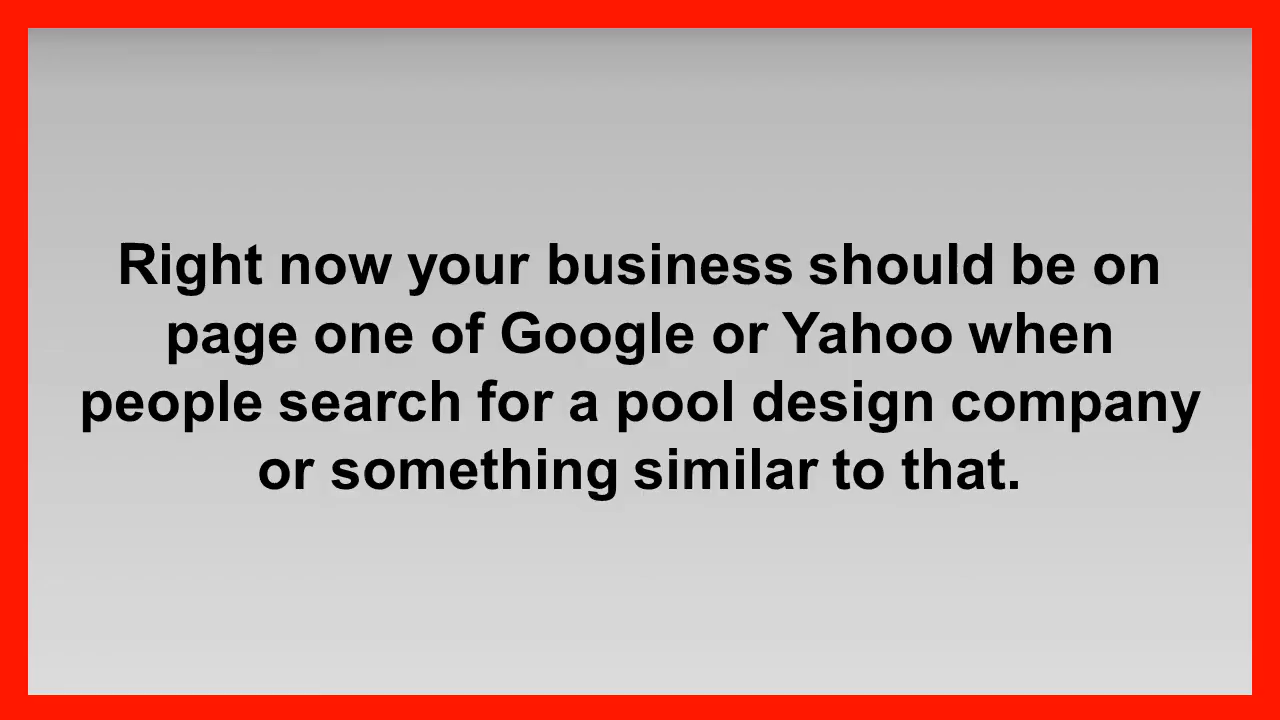 Right now your business should be on
page one of Google or Yahoo when
people search for a pool design company
or something similar to that.